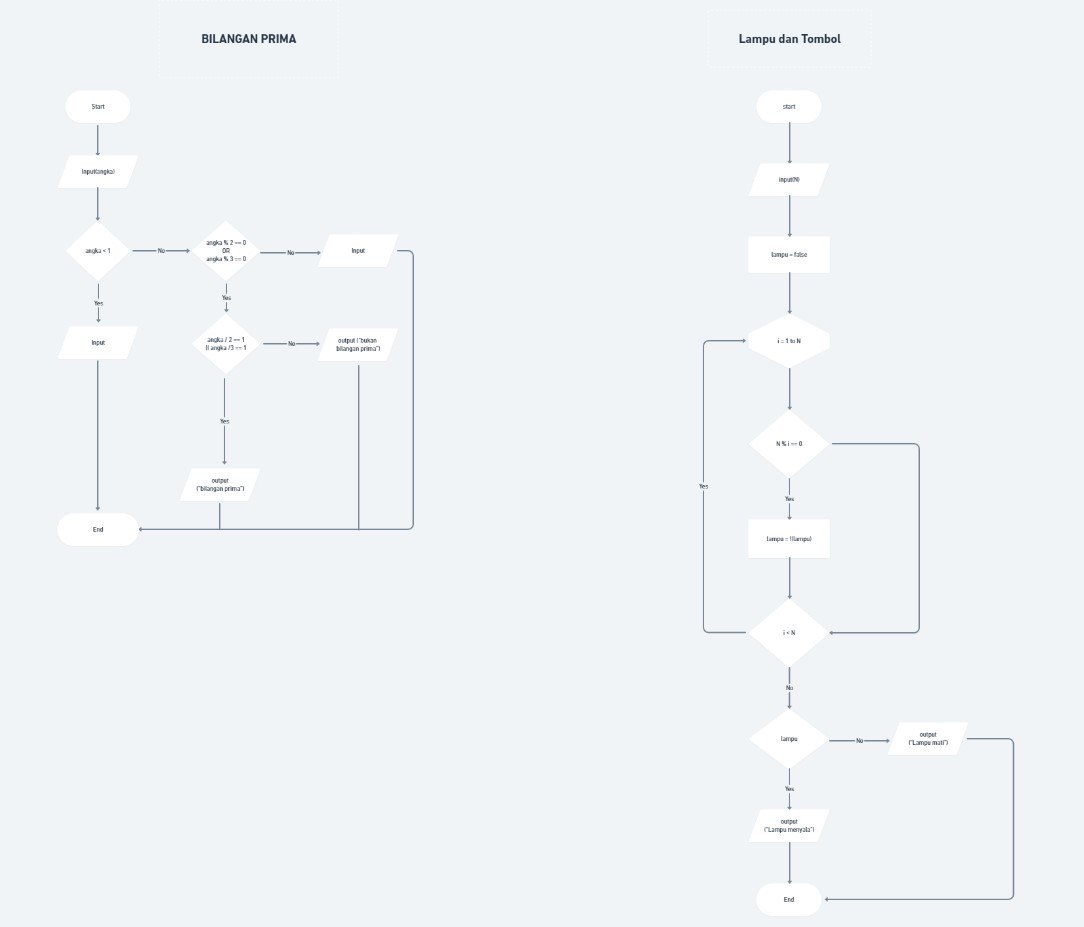 BILANGAN PRIMA
Start
Input(angka)
angka < 1
No
angka % 2 == 0
OR
angka % 3 == 0
No
Input
Yes
Yes
Input
angka / 2 == 1
|| angka /3 == 1
No
output ("bukan
bilangan prima")
Yes
output
("bilangan prima")
End
Lampu dan Tombol
start
input(N)
lampu = false
i = 1 to N
N % i == 0
Yes
Yes
lampu = !(lampu)
i < N
No
lampu
No
output
("Lampu mati")
Yes
output
("Lampu menyala")
End